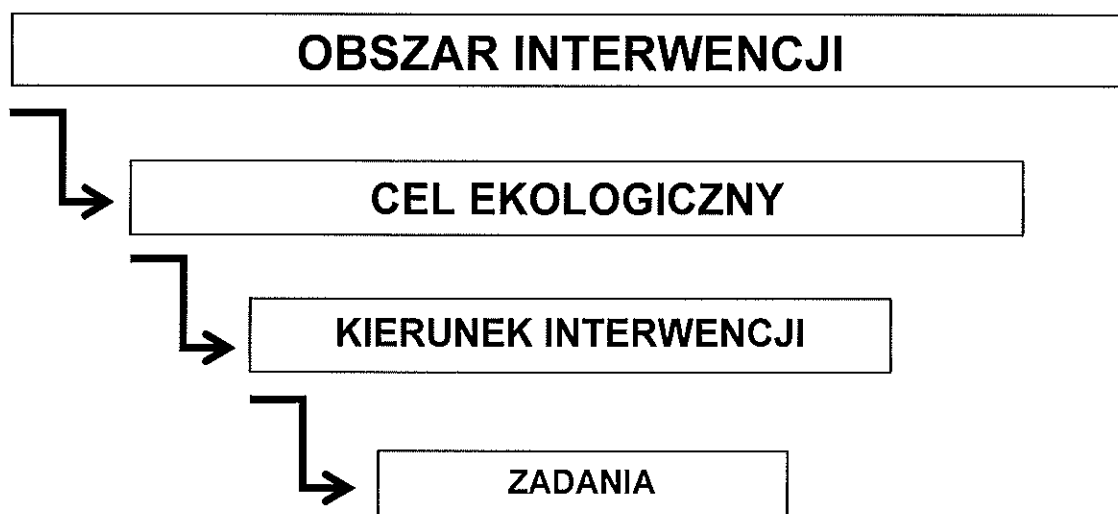 OBSZAR INTERWENCJI
CEL EKOLOGICZNY
KIERUNEK INTERWENCJI
ZADANIA